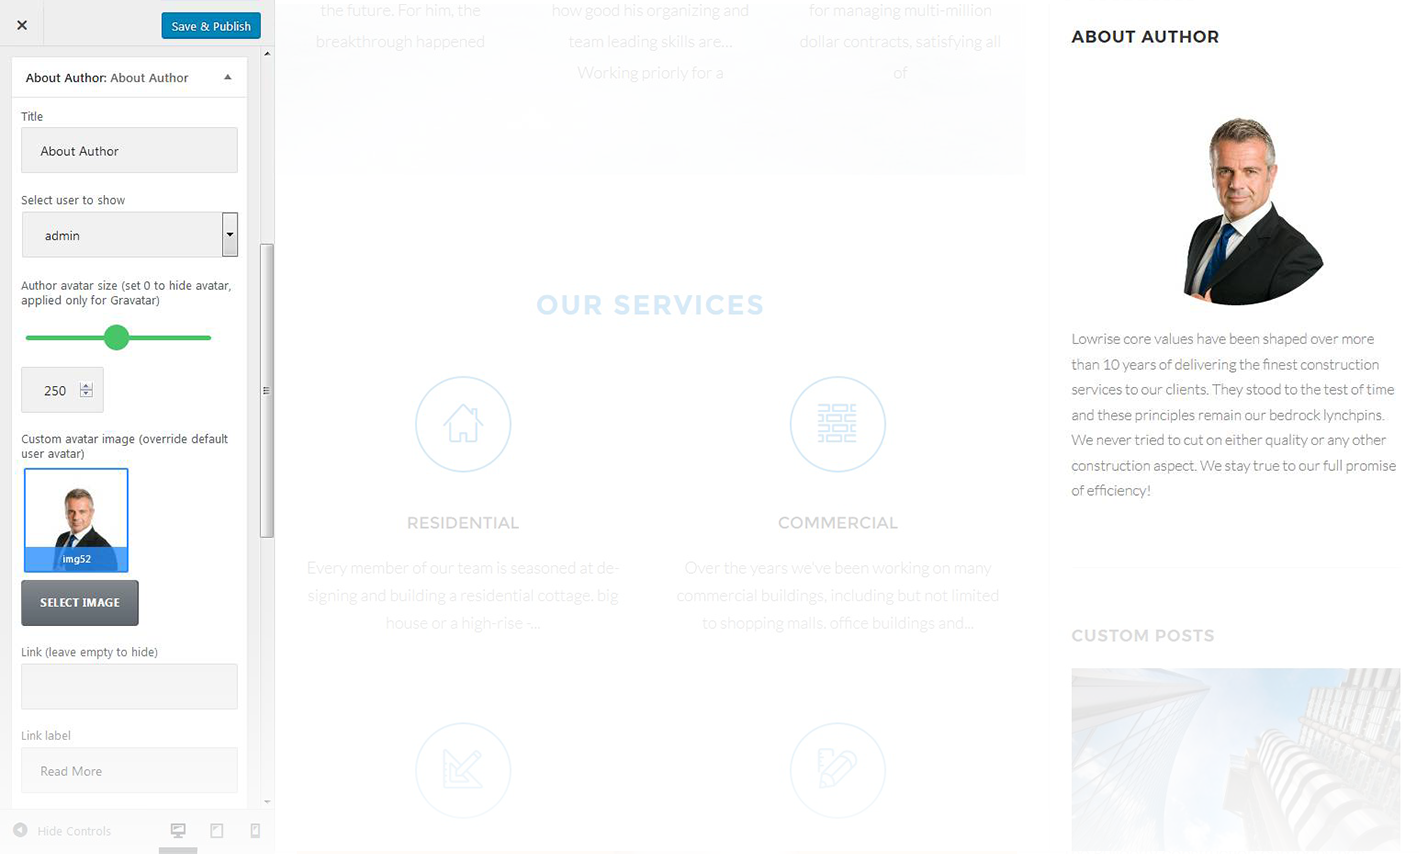 Save & Publish
About Author: About Author
Title
About Author
Select user to show
admin
Author avatar size (set 0 to hide avatar,
applied only for Gravatar)
250
Custom avatar image (override default
user avatar)
img52
SELECT IMAGE
Link (leave empty to hide)
Link label
Read More
Hide Controls
the future. For him, the
breakthrough happened
how good his organizing and
team leading skills are...
Working priorly for a
for managing multi-million
dollar contracts, satisfying all
of
OUR SERVICES
RESIDENTIAL
Every member of our team is seasoned at de-
signing and building a residential cottage, big
house or a high-rise -...
COMMERCIAL
Over the years we've been working on many
commercial buildings, including but not limited
to shopping malls, office buildings and...
ABOUT AUTHOR
Lowrise core values have been shaped over more
than 10 years of delivering the finest construction
services to our clients. They stood to the test of time
and these principles remain our bedrock lynchpins.
We never tried to cut on either quality or any other
construction aspect. We stay true to our full promise
of efficiency!
CUSTOM POSTS